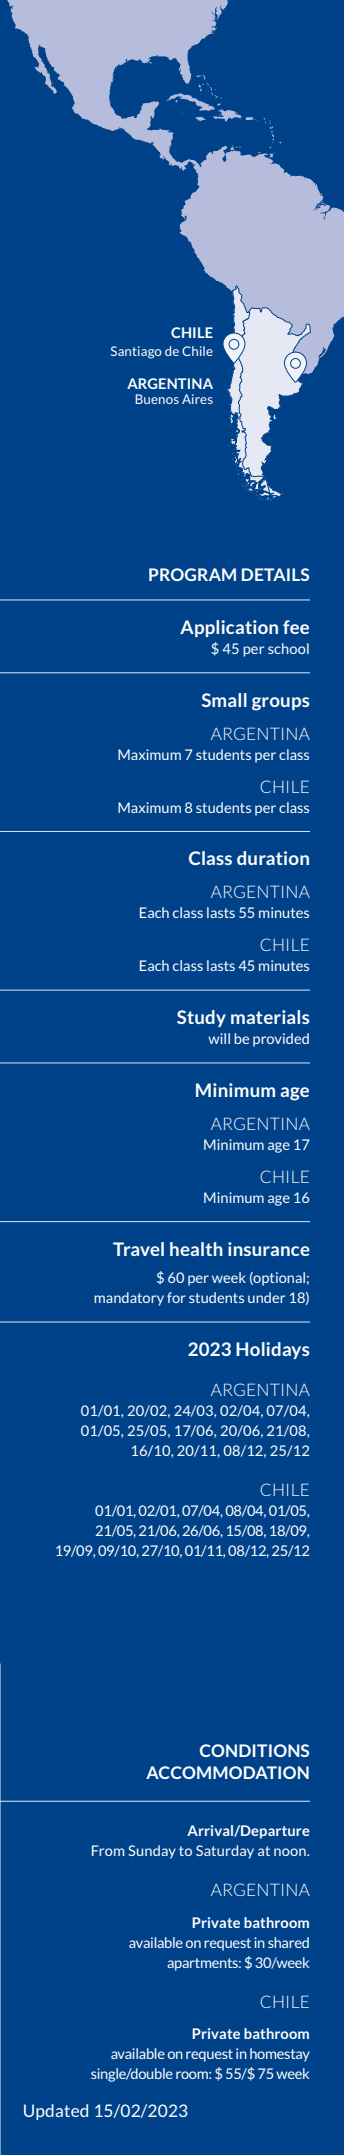 CHILE
Santiago de Chile
ARGENTINA
Buenos Aires
PROGRAM DETAILS
Application fee
$ 45 per school
Small groups
ARGENTINA
Maximum 7 students per class
CHILE
Maximum 8 students per class
Class duration
ARGENTINA
Each class lasts 55 minutes
CHILE
Each class lasts 45 minutes
Study materials
will be provided
Minimum age
ARGENTINA
Minimum age 17
CHILE
Minimum age 16
Travel health insurance
$ 60 per week (optional;
mandatory for students under 18)
2023 Holidays
ARGENTINA
01/01, 20/02, 24/03, 02/04, 07/04,
01/05, 25/05, 17/06, 20/06, 21/08,
16/10, 20/11, 08/12, 25/12
CHILE
01/01, 02/01, 07/04, 08/04, 01/05,
21/05, 21/06, 26/06, 15/08, 18/09,
19/09, 09/10, 27/10, 01/11, 08/12, 25/12
CONDITIONS
ACCOMMODATION
Arrival/Departure
From Sunday to Saturday at noon.
ARGENTINA
Private bathroom
available on request in shared
apartments: $ 30/week
CHILE
Private bathroom
available on request in homestay
single/double room: $ 55/$ 75 week
Updated 15/02/2023